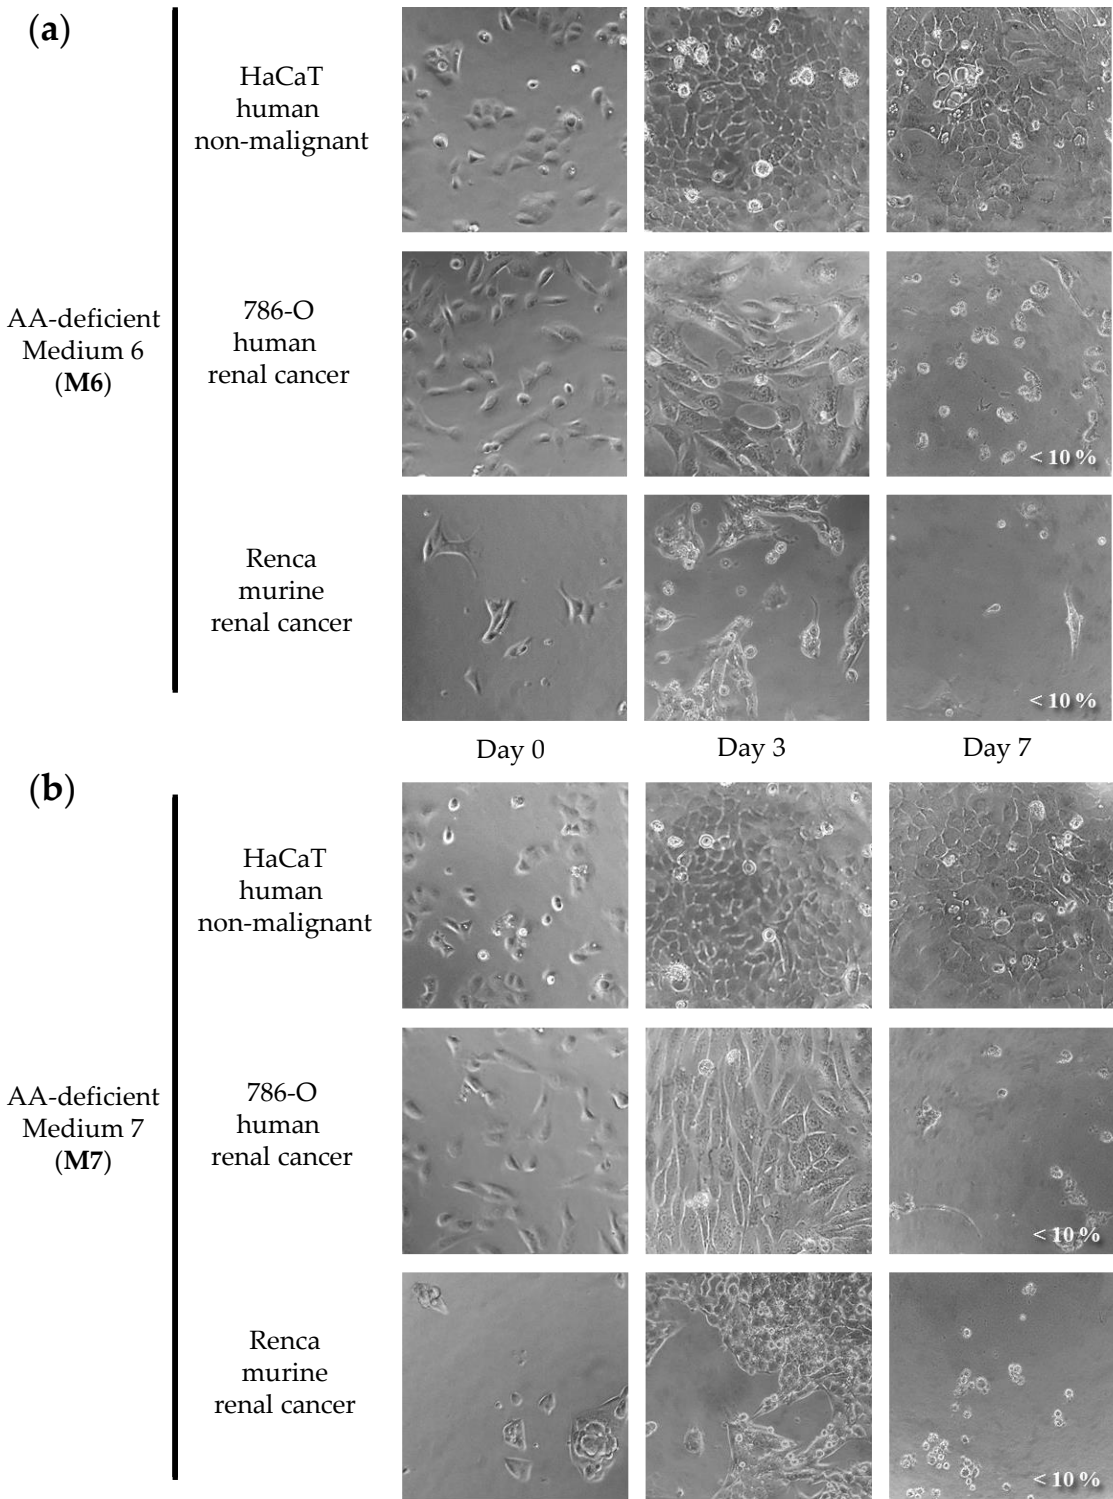 (a)
HaCaT
human
non-malignant
786-O
human
renal cancer
AA-deficient
Medium 6
(M6)
< 10 %
Renca
murine
renal cancer
< 10 %
Day 0
Day 3
Day 7
(b)
HaCaT
human
non-malignant
786-O
human
renal cancer
AA-deficient
Medium 7
(M7)
< 10 %
Renca
murine
renal cancer
< 10 %